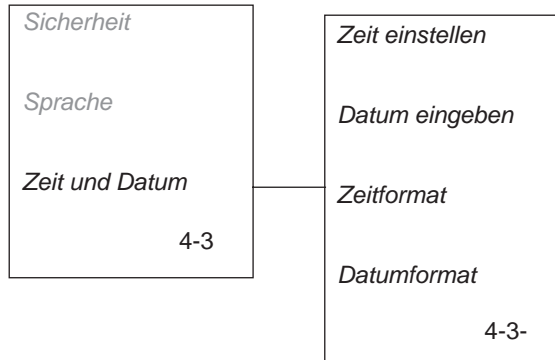 Sicherheit
Sprache
Zeit und Datum
4-3
Zeit einstellen
Datum eingeben
Zeitformat
Datumformat
4-3-